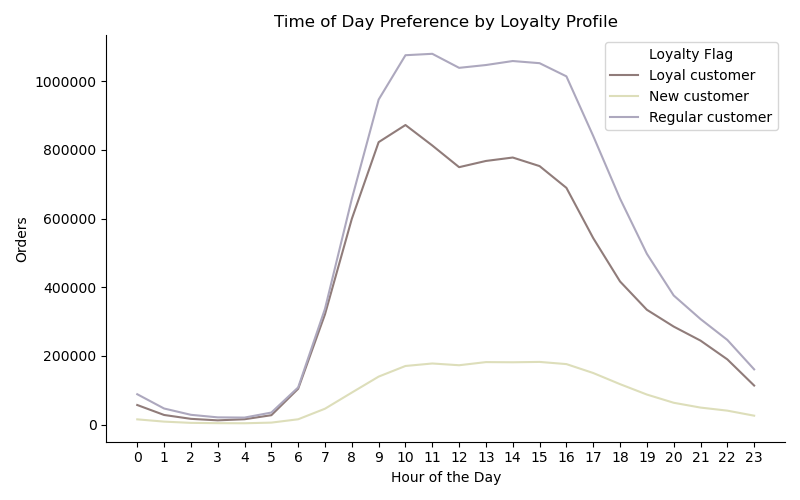 Time of Day Preference by Loyalty Profile
Loyalty Flag
Loyal customer
New customer
Regular customer
Orders
1000000
800000
600000
400000
200000
0
0 1 2 3 4 5 6 7 8 9 10 11 12 13 14 15 16 17 18 19 20 21 22 23
Hour of the Day